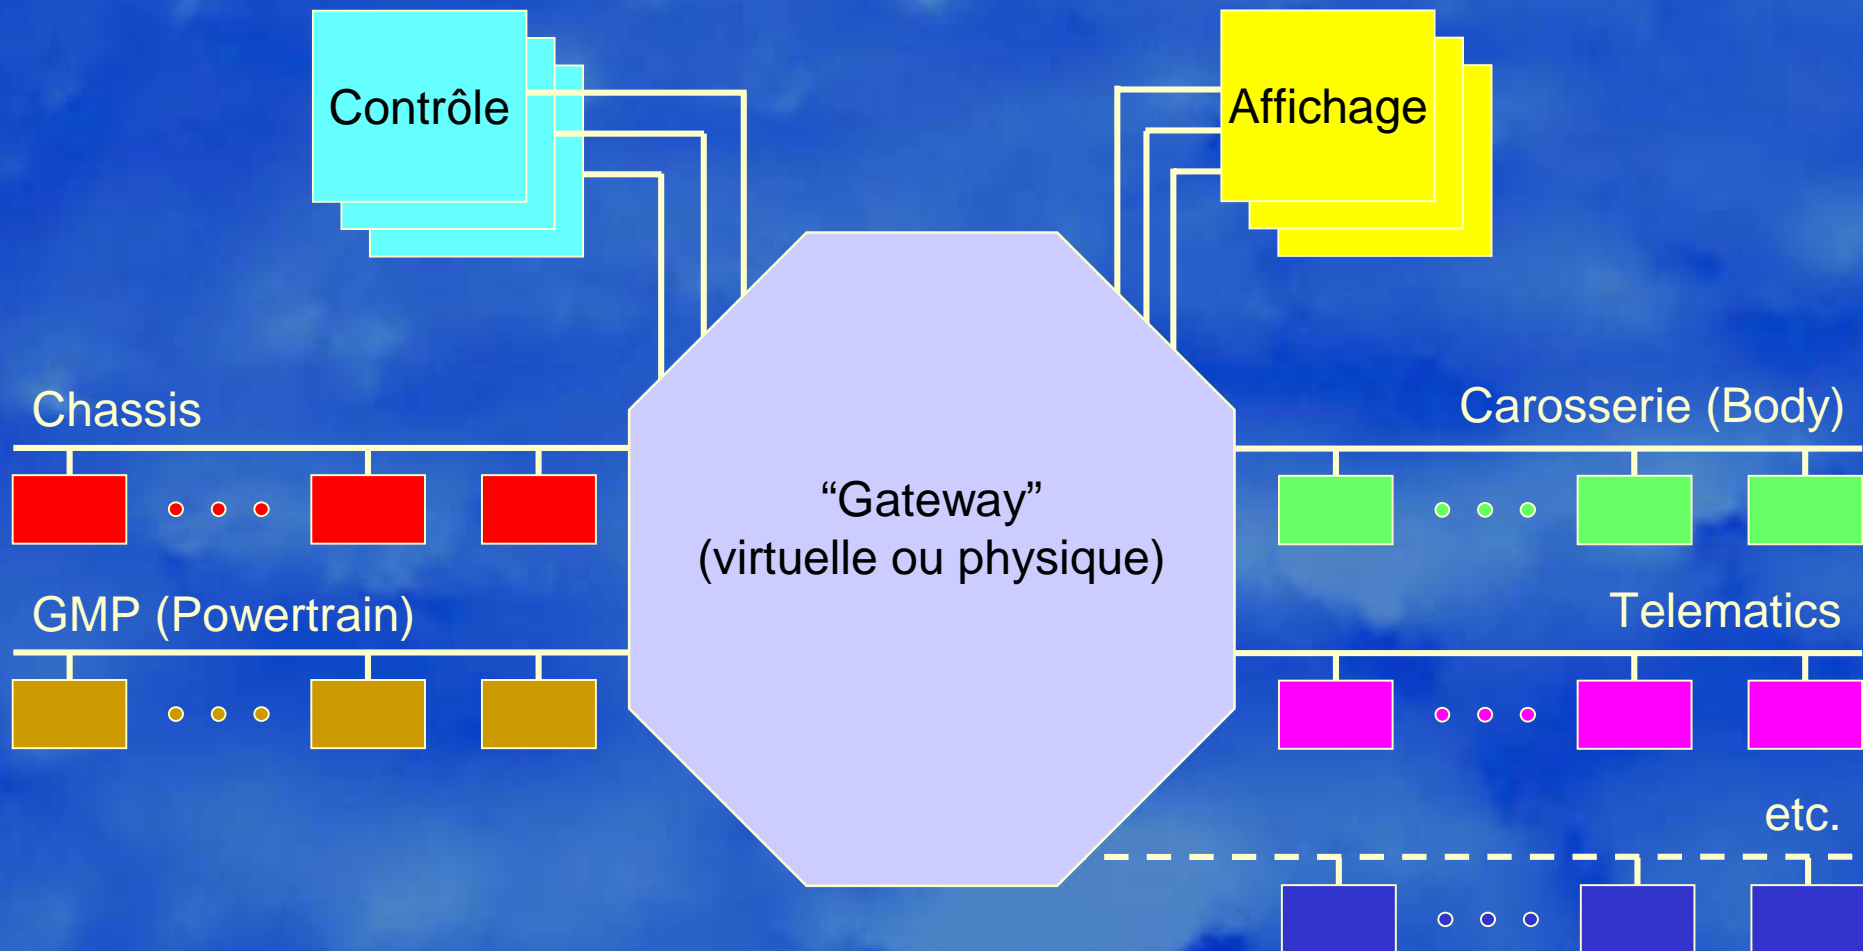 Contrôle
Affichage
Chassis
Carosserie (Body)
“Gateway”
(virtuelle ou physique)
GMP (Powertrain)
Telematics
etc.